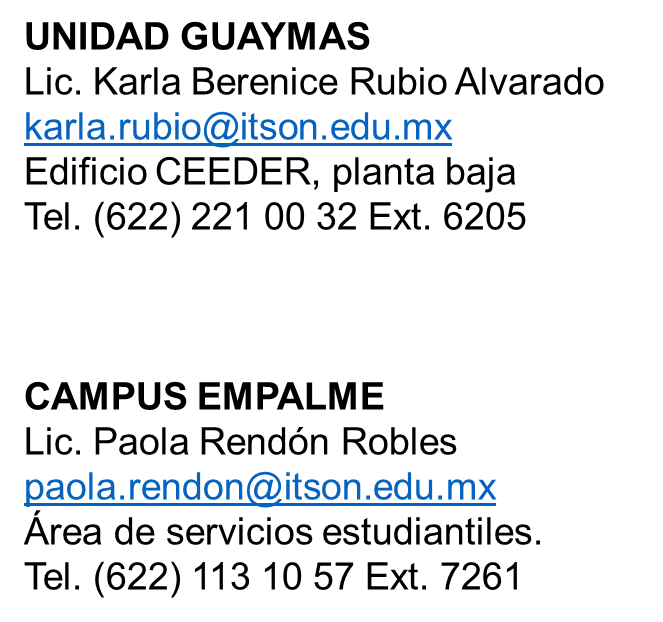 UNIDAD GUAYMAS
Lic. Karla Berenice Rubio Alvarado
karla.rubio@itson.edu.mx
Edificio CEEDER, planta baja
Tel. (622) 221 00 32 Ext. 6205
CAMPUS EMPALME
Lic. Paola Rendón Robles
paola.rendon@itson.edu.mx
Área de servicios estudiantiles.
Tel. (622) 113 10 57 Ext. 7261